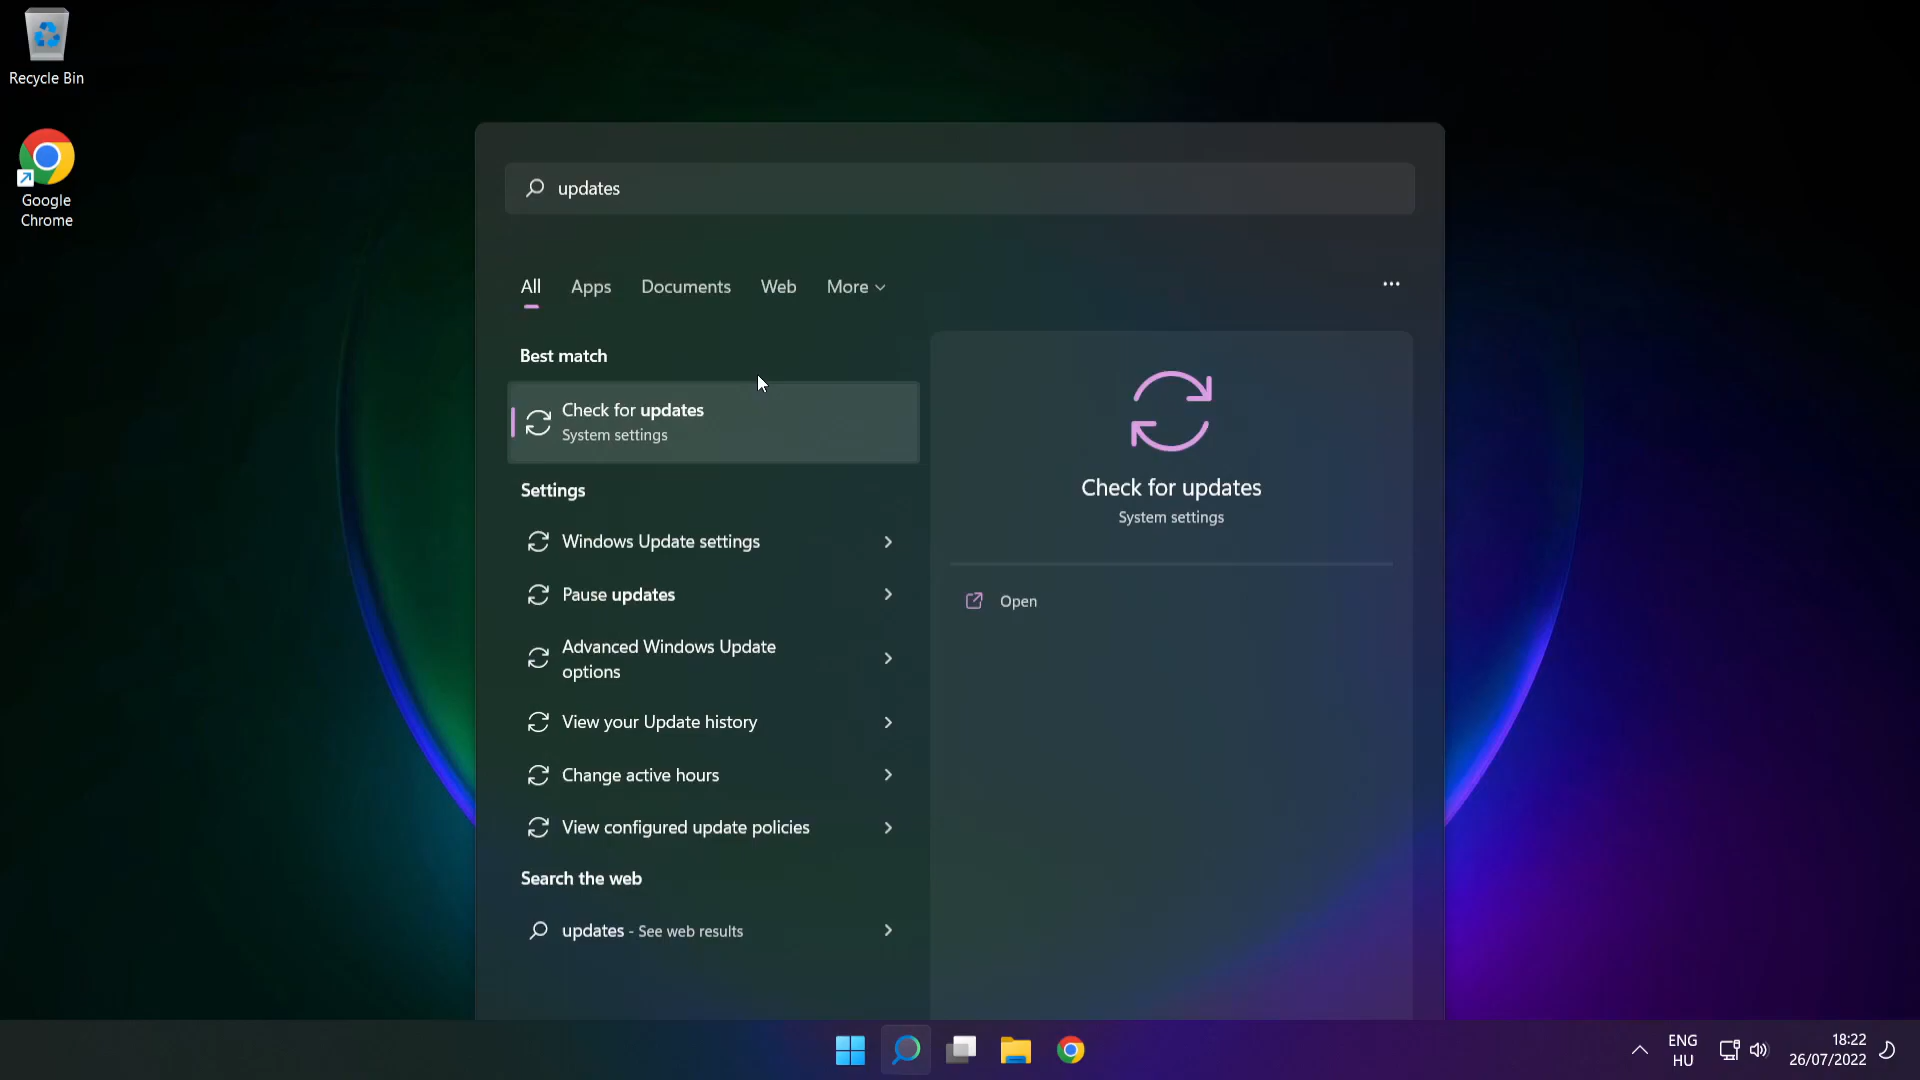 Recycle Bin
Google
Chrome
updates
All
Apps
Documents
Web
More
Best match
Check for updates
System settings
Settings
Windows Update settings
Pause updates
Advanced Windows Update
options
View your Update history
Change active hours
View configured update policies
Search the web
updates - See web results
Check for updates
System settings
Open
ENG
HU
18:22
26/07/2022